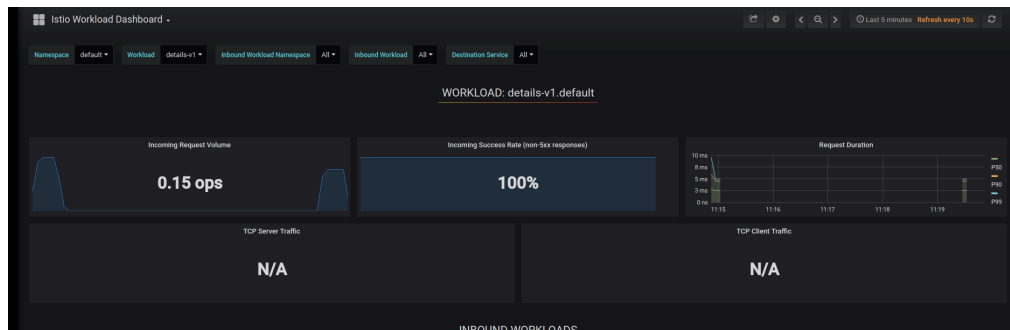 Istio Workload Dashboard
Last 5 minutes Refresh every 10s
Namespace default Workload details-v1 Inbound Workload Namespace All Inbound Workload All Destination Service All
WORKLOAD: details-v1.default
Incoming Request Volume
0.15 ops
Incoming Success Rate (non-5xx responses)
100%
Request Duration
10 ms
8 ms
5 ms
3 ms
0 ns
11:15 11:16 11:17 11:18 11:19
P50
P90
P99
TCP Server Traffic
N/A
TCP Client Traffic
N/A
INBOUND WORKLOADS